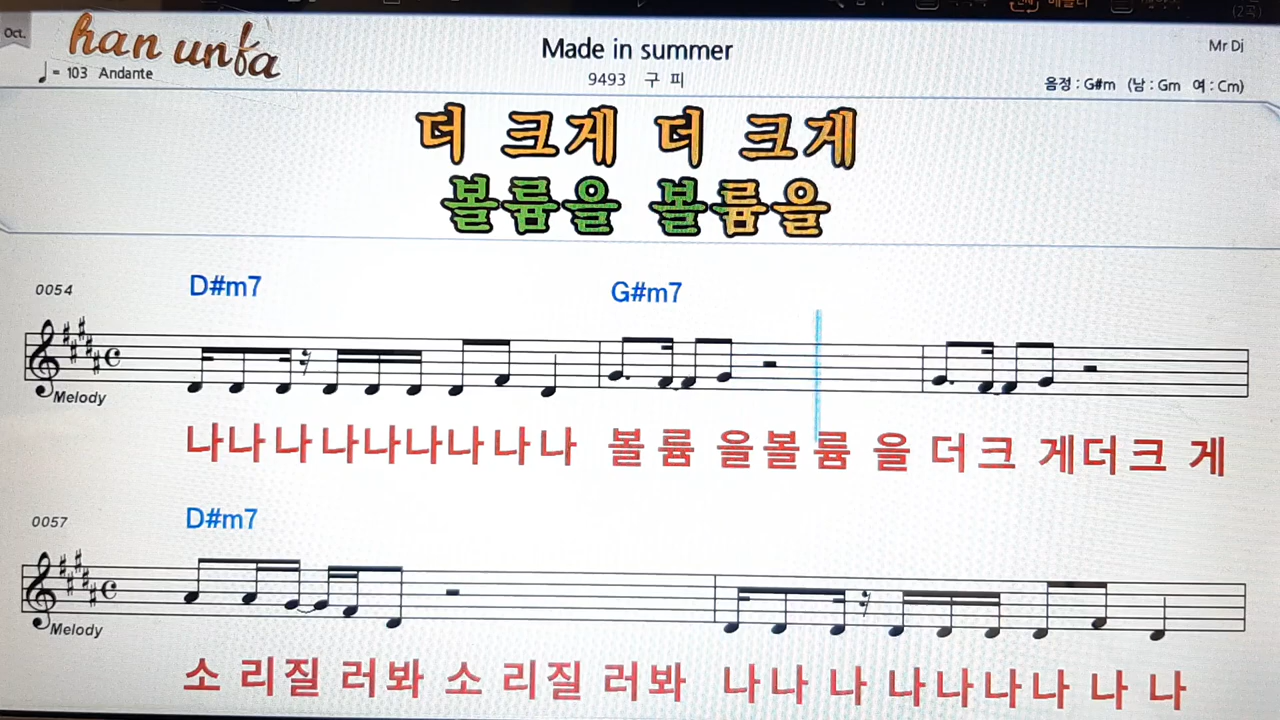 Oct.
han unfa
♩= 103 Andante
Made in summer
9493 구 피
Mr Di
음정 : G#m (남 : Gm 여 : Cm)
더 크게 더 크게
볼륨을 볼륨을
0054
D#m7 G#m7
Melody
나나 나 나나나나 나 나 볼 륨 을볼 륨 을 더크 게더크 게
0057
D#m7
Melody
소 리질 러봐 소 리질 러봐 나나 나 나나나나 나 나